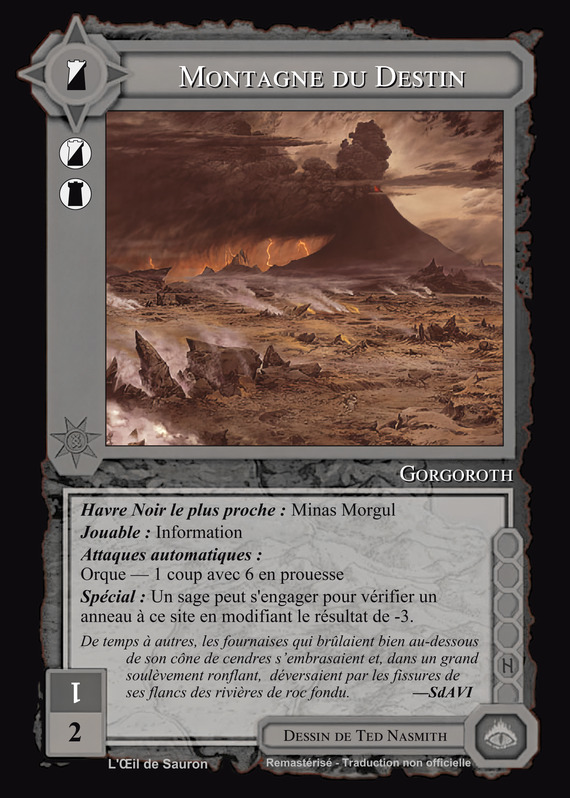 Montagne du Destin
Gorgoroth
Havre Noir le plus proche : Minas Morgul
Jouable : Information
Attaques automatiques :
Orque — 1 coup avec 6 en prouesse
Spécial : Un sage peut s'engager pour vérifier un
anneau à ce site en modifiant le résultat de -3.
De temps à autres, les fournaises qui brûlaient bien au-dessous
de son cône de cendres s'embrasaient et, dans un grand
soulèvement ronflant, déversaient par les fissures de
ses flancs des rivières de roc fondu. —SdAVI
1
2
Dessin de Ted Nasmith
L'Œil de Sauron
Remastérisé - Traduction non officielle